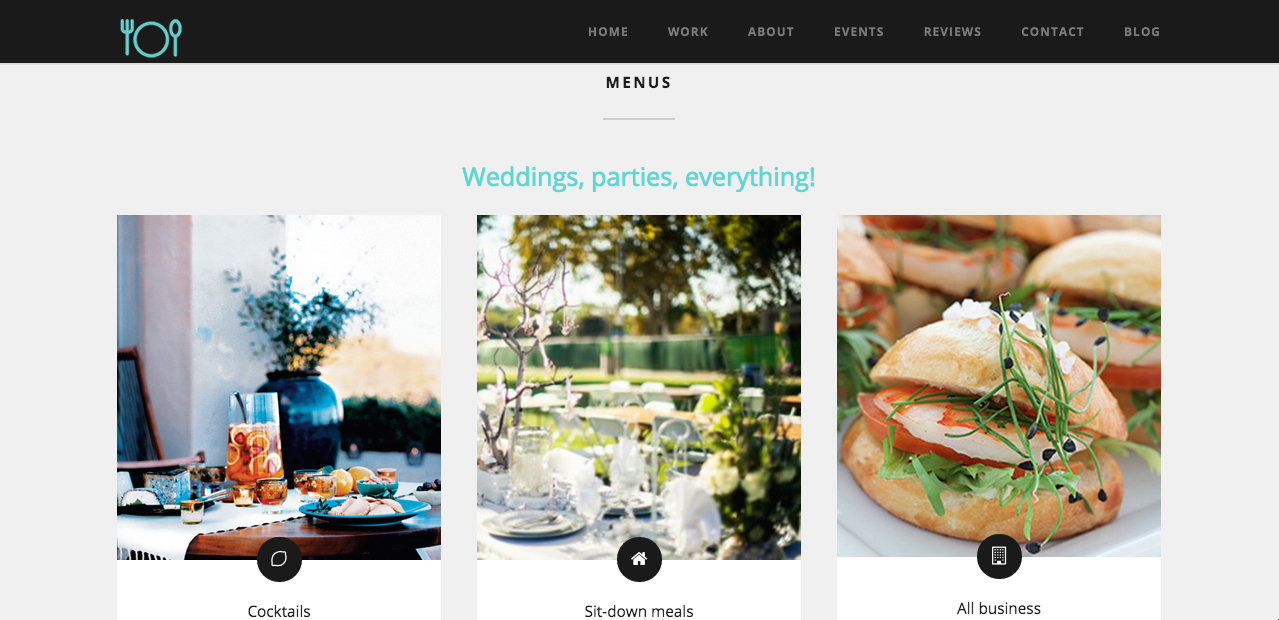 HOME WORK ABOUT EVENTS REVIEWS CONTACT BLOG
MENUS
Weddings, parties, everything!
Cocktails
Sit-down meals
All business